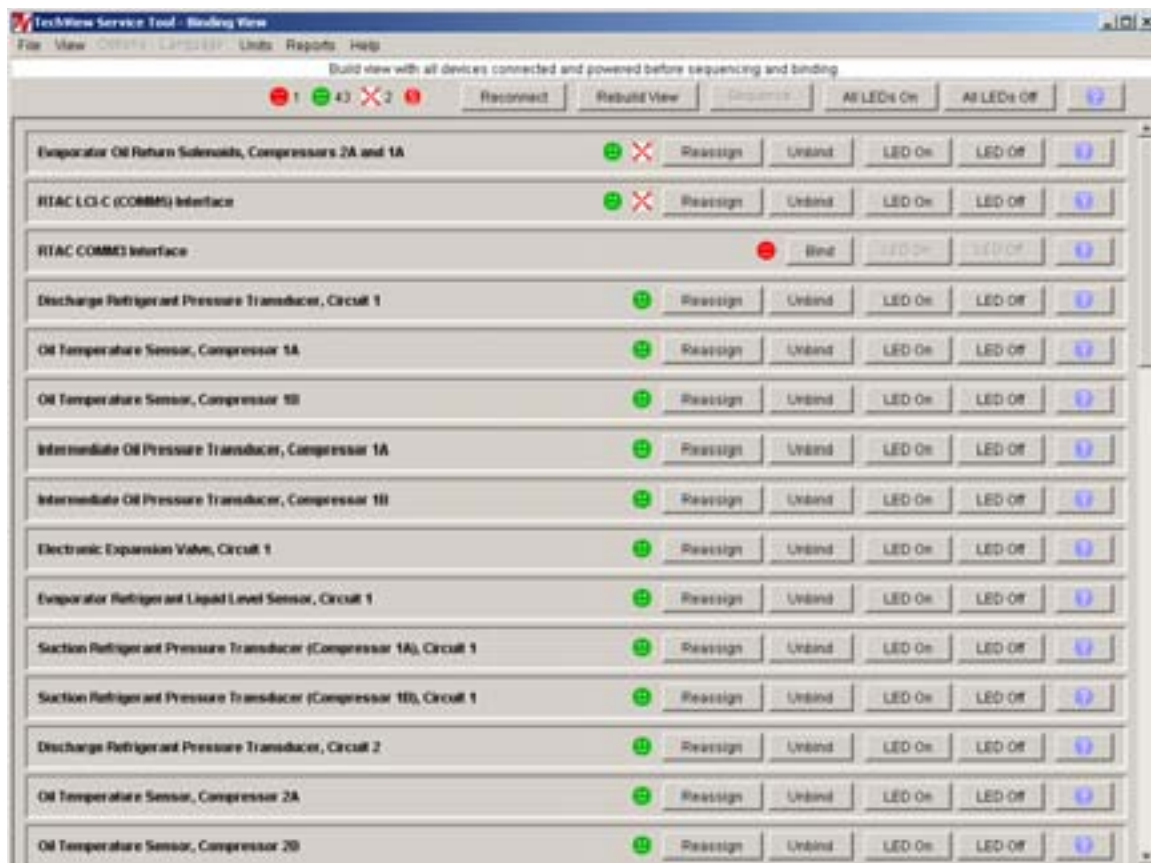 TechView Service Tool - Binding View
File View Options Language Units Reports Help
Build view with all devices connected and powered before sequencing and binding
1 43 2 Reconnect Rebuild View Sequence All LEDs On All LEDs Off ?
Evaporator Oil Return Solenoids, Compressors 2A and 1A Reassign Unbind LED On LED Off
RTAC LCI-C (COMM5) Interface Reassign Unbind LED On LED Off
RTAC COMM3 Interface Bind LED On LED Off
Discharge Refrigerant Pressure Transducer, Circuit 1 Reassign Unbind LED On LED Off
Oil Temperature Sensor, Compressor 1A Reassign Unbind LED On LED Off
Oil Temperature Sensor, Compressor 1B Reassign Unbind LED On LED Off
Intermediate Oil Pressure Transducer, Compressor 1A Reassign Unbind LED On LED Off
Intermediate Oil Pressure Transducer, Compressor 1B Reassign Unbind LED On LED Off
Electronic Expansion Valve, Circuit 1 Reassign Unbind LED On LED Off
Evaporator Refrigerant Liquid Level Sensor, Circuit 1 Reassign Unbind LED On LED Off
Suction Refrigerant Pressure Transducer (Compressor 1A), Circuit 1 Reassign Unbind LED On LED Off
Suction Refrigerant Pressure Transducer (Compressor 1B), Circuit 1 Reassign Unbind LED On LED Off
Discharge Refrigerant Pressure Transducer, Circuit 2 Reassign Unbind LED On LED Off
Oil Temperature Sensor, Compressor 2A Reassign Unbind LED On LED Off
Oil Temperature Sensor, Compressor 2B Reassign Unbind LED On LED Off